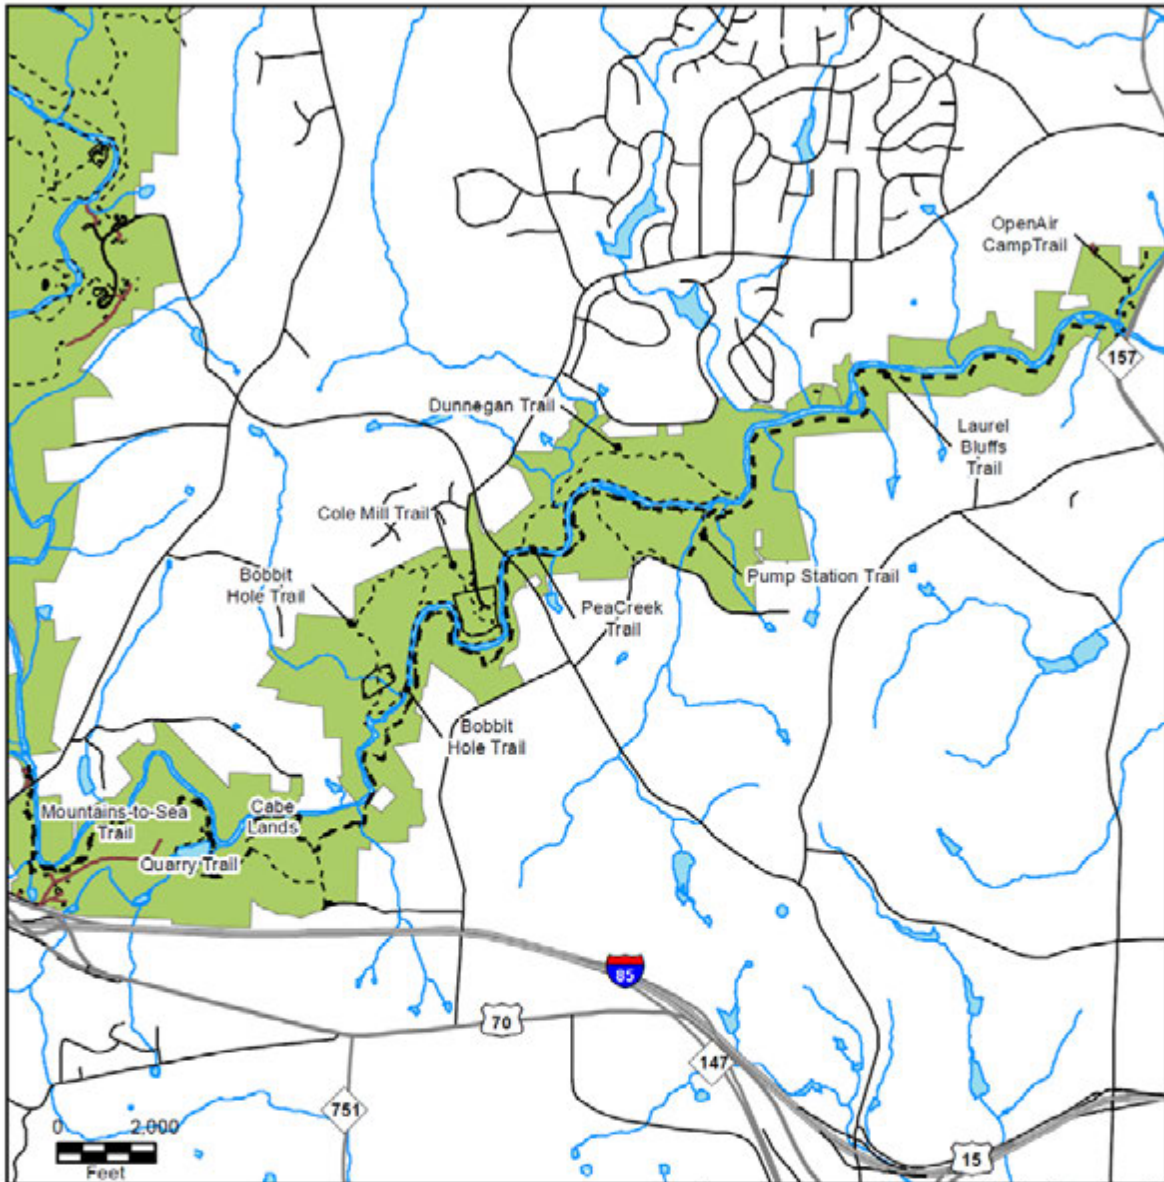 OpenAir
CampTrail
157
Dunnegan Trail
Laurel
Bluffs
Trail
Cole Mill Trail
Bobbit
Hole Trail
Pump Station Trail
PeaCreek
Trail
Bobbit
Hole Trail
Cabe
Lands
Mountains-to-Sea
Trail
Quarry Trail
85
70
147
751
0 2,000
Feet
15